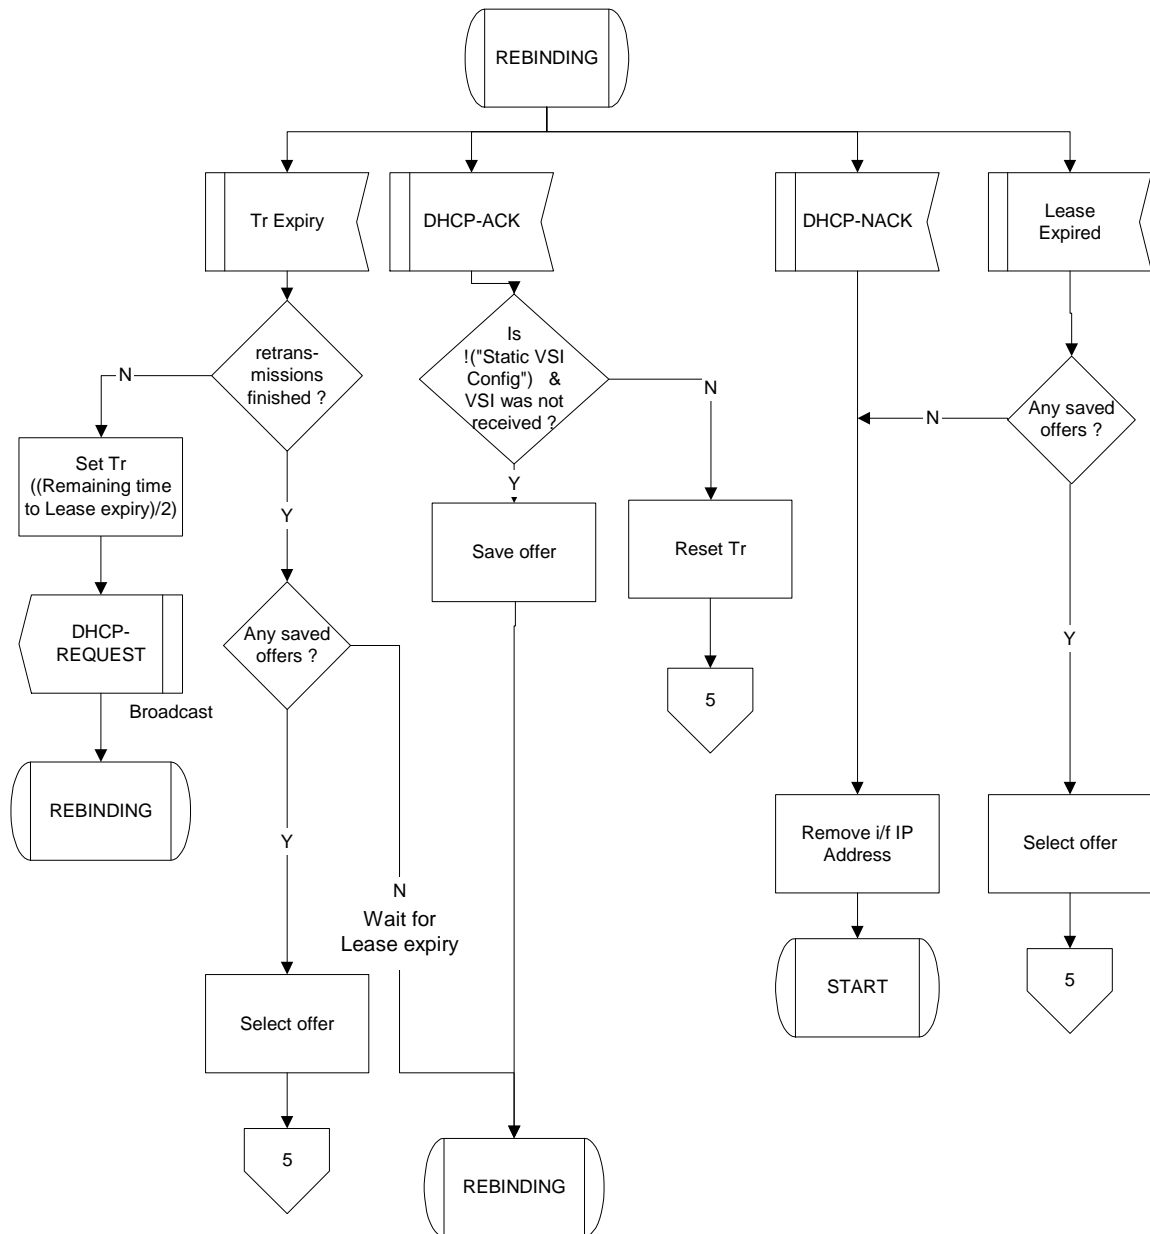 REBINDING
Tr Expiry
DHCP-ACK
DHCP-NACK
Lease
Expired
retrans-
missions
finished ?
N
Is
!("Static VSI
Config")   &
VSI was not
received ?
N
Any saved
offers ?
N
Set Tr
((Remaining time
to Lease expiry)/2)
Y
Y
Save offer
Reset Tr
DHCP-
REQUEST
Broadcast
Any saved
offers ?
Y
5
REBINDING
Y
N
Wait for
Lease expiry
Remove i/f IP
Address
Select offer
START
5
Select offer
5
REBINDING